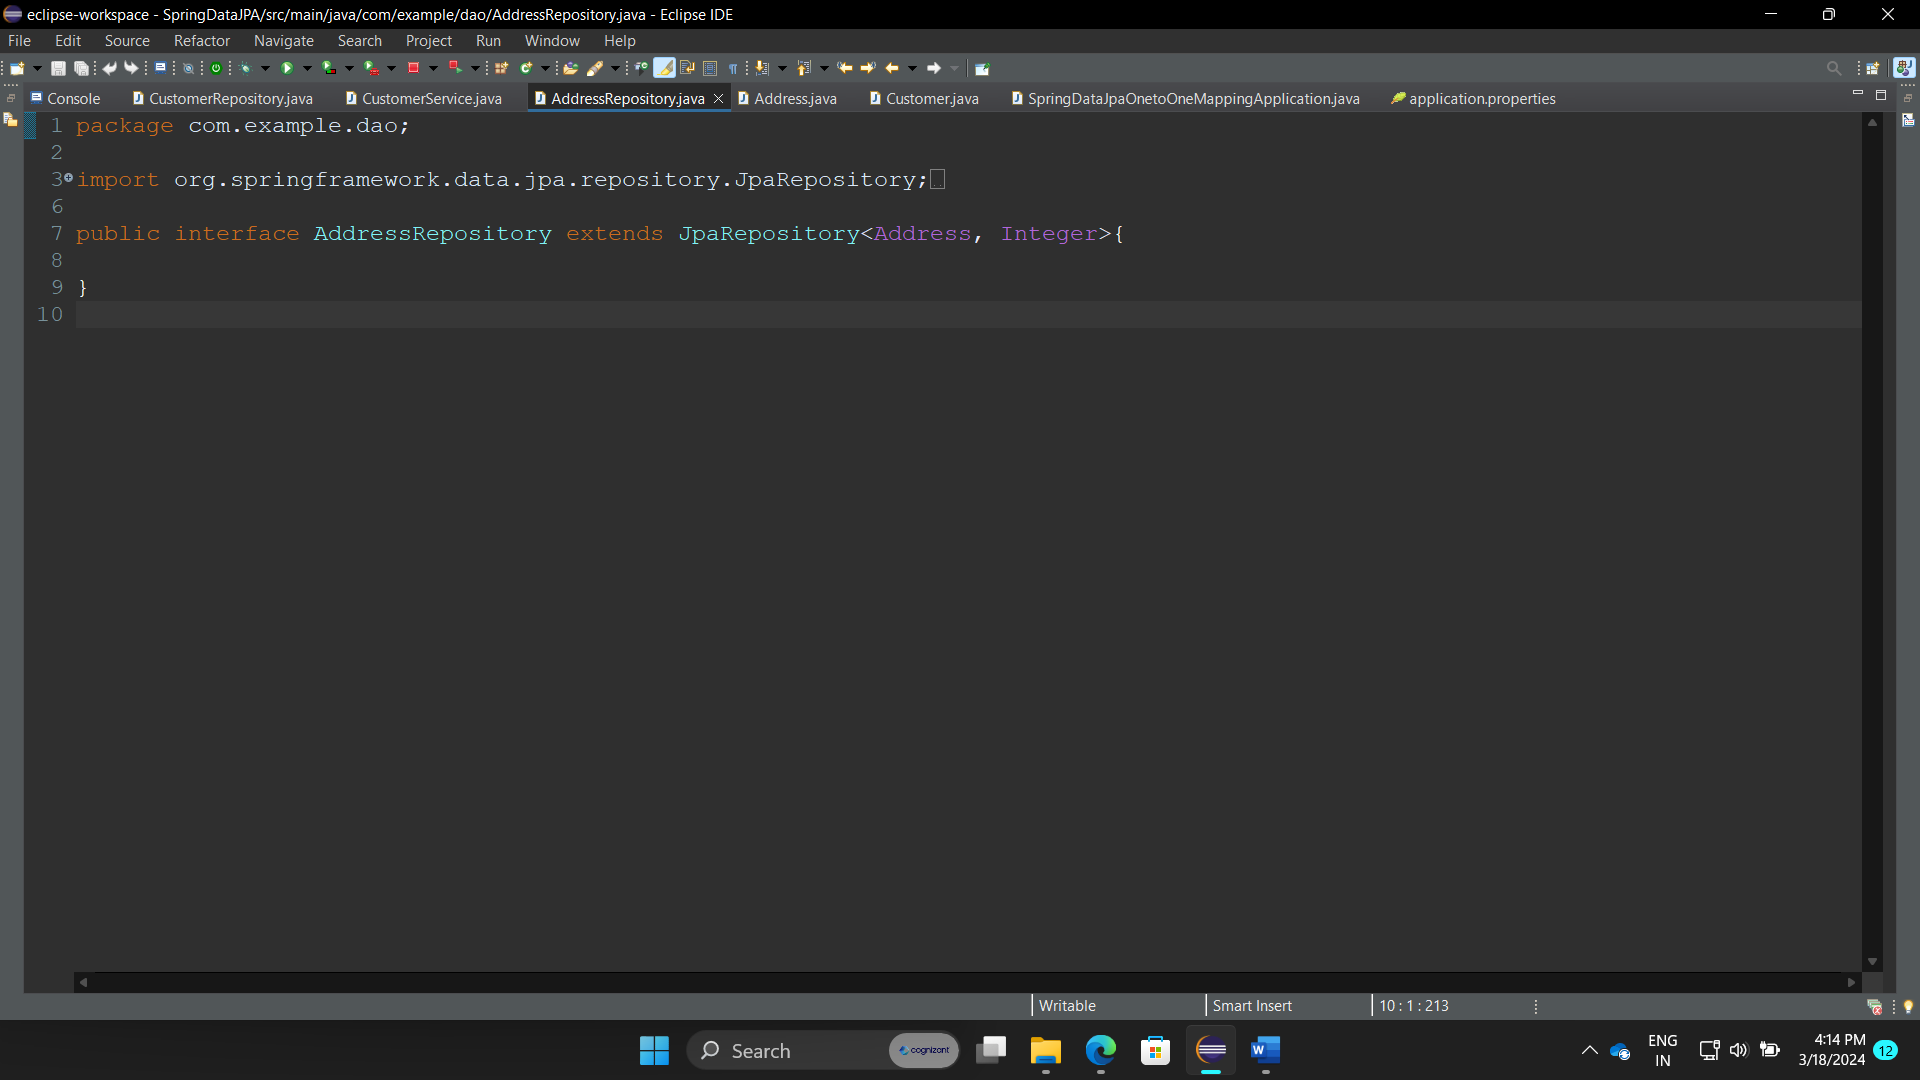 eclipse-workspace - SpringDataJPA/src/main/java/com/example/dao/AddressRepository.java - Eclipse IDE
File Edit Source Refactor Navigate Search Project Run Window Help
Console CustomerRepository.java CustomerService.java AddressRepository.java Address.java Customer.java SpringDataJpaOnetoOneMappingApplication.java application.properties
1 package com.example.dao;
2
3 import org.springframework.data.jpa.repository.JpaRepository;
6
7 public interface AddressRepository extends JpaRepository<Address, Integer>{
8
9 }
10
Writable Smart Insert 10 : 1 : 213
Search cognizant
ENG
IN
4:14 PM
3/18/2024
12